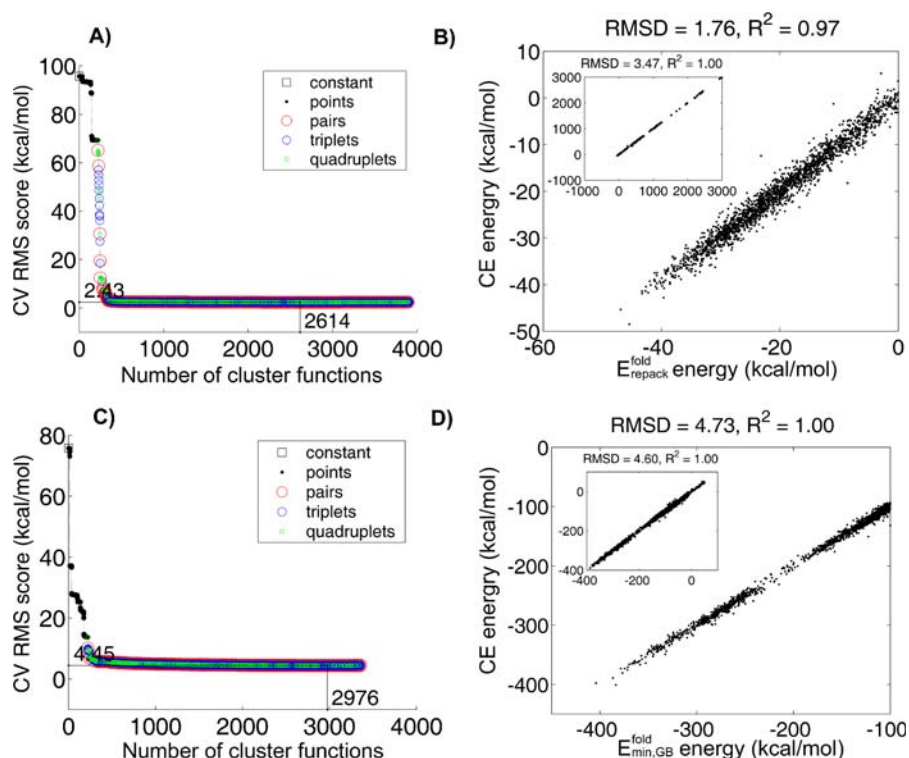 A)
CV RMS score (kcal/mol)
100
80
60
40
20
0
2.43
2614
0
1000
2000
3000
4000
Number of cluster functions
constant
points
pairs
triplets
quadruplets
B)
RMSD = 1.76, R² = 0.97
CE energy (kcal/mol)
10
0
-10
-20
-30
-40
-50
-60
-40
-20
0
E^fold_repack energy (kcal/mol)
RMSD = 3.47, R² = 1.00
3000
2000
1000
0
-1000
-1000
0
1000
2000
3000
C)
CV RMS score (kcal/mol)
80
60
40
20
0
4.45
2976
0
1000
2000
3000
4000
Number of cluster functions
constant
points
pairs
triplets
quadruplets
D)
RMSD = 4.73, R² = 1.00
CE energy (kcal/mol)
0
-100
-200
-300
-400
-400
-300
-200
-100
E^fold_min,GB energy (kcal/mol)
RMSD = 4.60, R² = 1.00
0
-200
-400
-400
-200
0